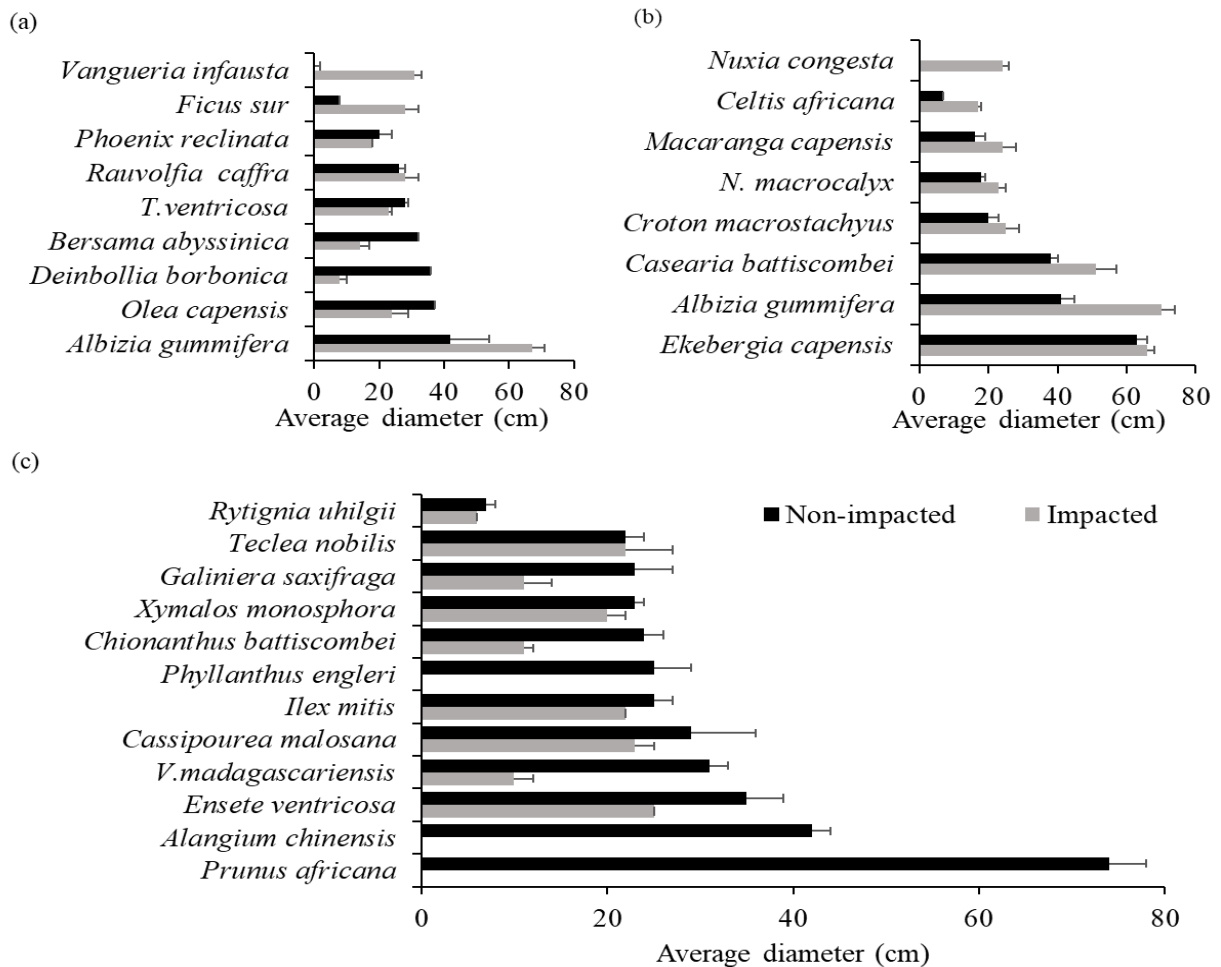 (a)
Vangueria infausta
Ficus sur
Phoenix reclinata
Rauvolfia caffra
T.ventricosa
Bersama abyssinica
Deinbollia borbonica
Olea capensis
Albizia gummifera
0 20 40 60 80
Average diameter (cm)
(b)
Nuxia congesta
Celtis africana
Macaranga capensis
N. macrocalyx
Croton macrostachyus
Casearia battiscombei
Albizia gummifera
Ekebergia capensis
0 20 40 60 80
Average diameter (cm)
(c)
Non-impacted Impacted
Rytignia uhilgii
Teclea nobilis
Galiniera saxifraga
Xymalos monosphora
Chionanthus battiscombei
Phyllanthus engleri
Ilex mitis
Cassipourea malosana
V.madagascariensis
Ensete ventricosa
Alangium chinensis
Prunus africana
0 20 40 60 80
Average diameter (cm)